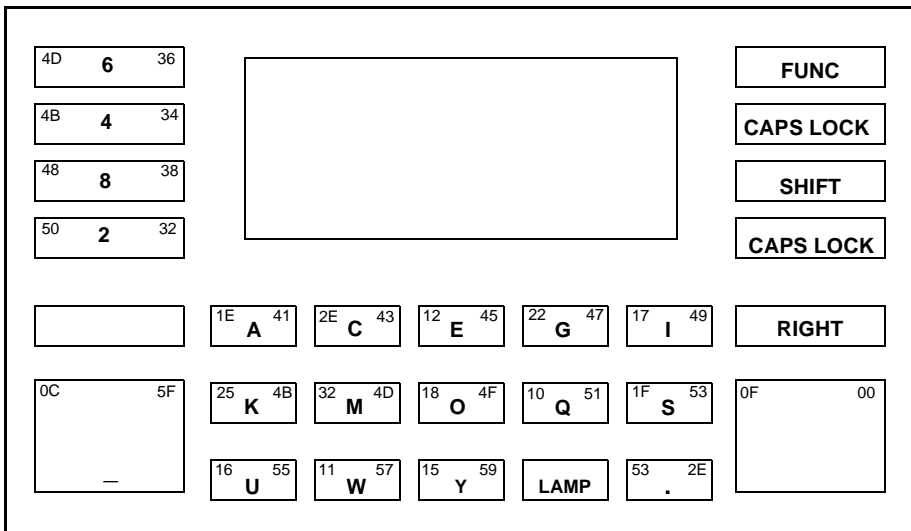 4D 6 36
FUNC
4B 4 34
CAPS LOCK
48 8 38
SHIFT
50 2 32
CAPS LOCK
1E A 41
2E C 43
12 E 45
22 G 47
17 I 49
RIGHT
0C 5F
_
25 K 4B
32 M 4D
18 O 4F
10 Q 51
1F S 53
0F 00
16 U 55
11 W 57
15 Y 59
LAMP
53 . 2E